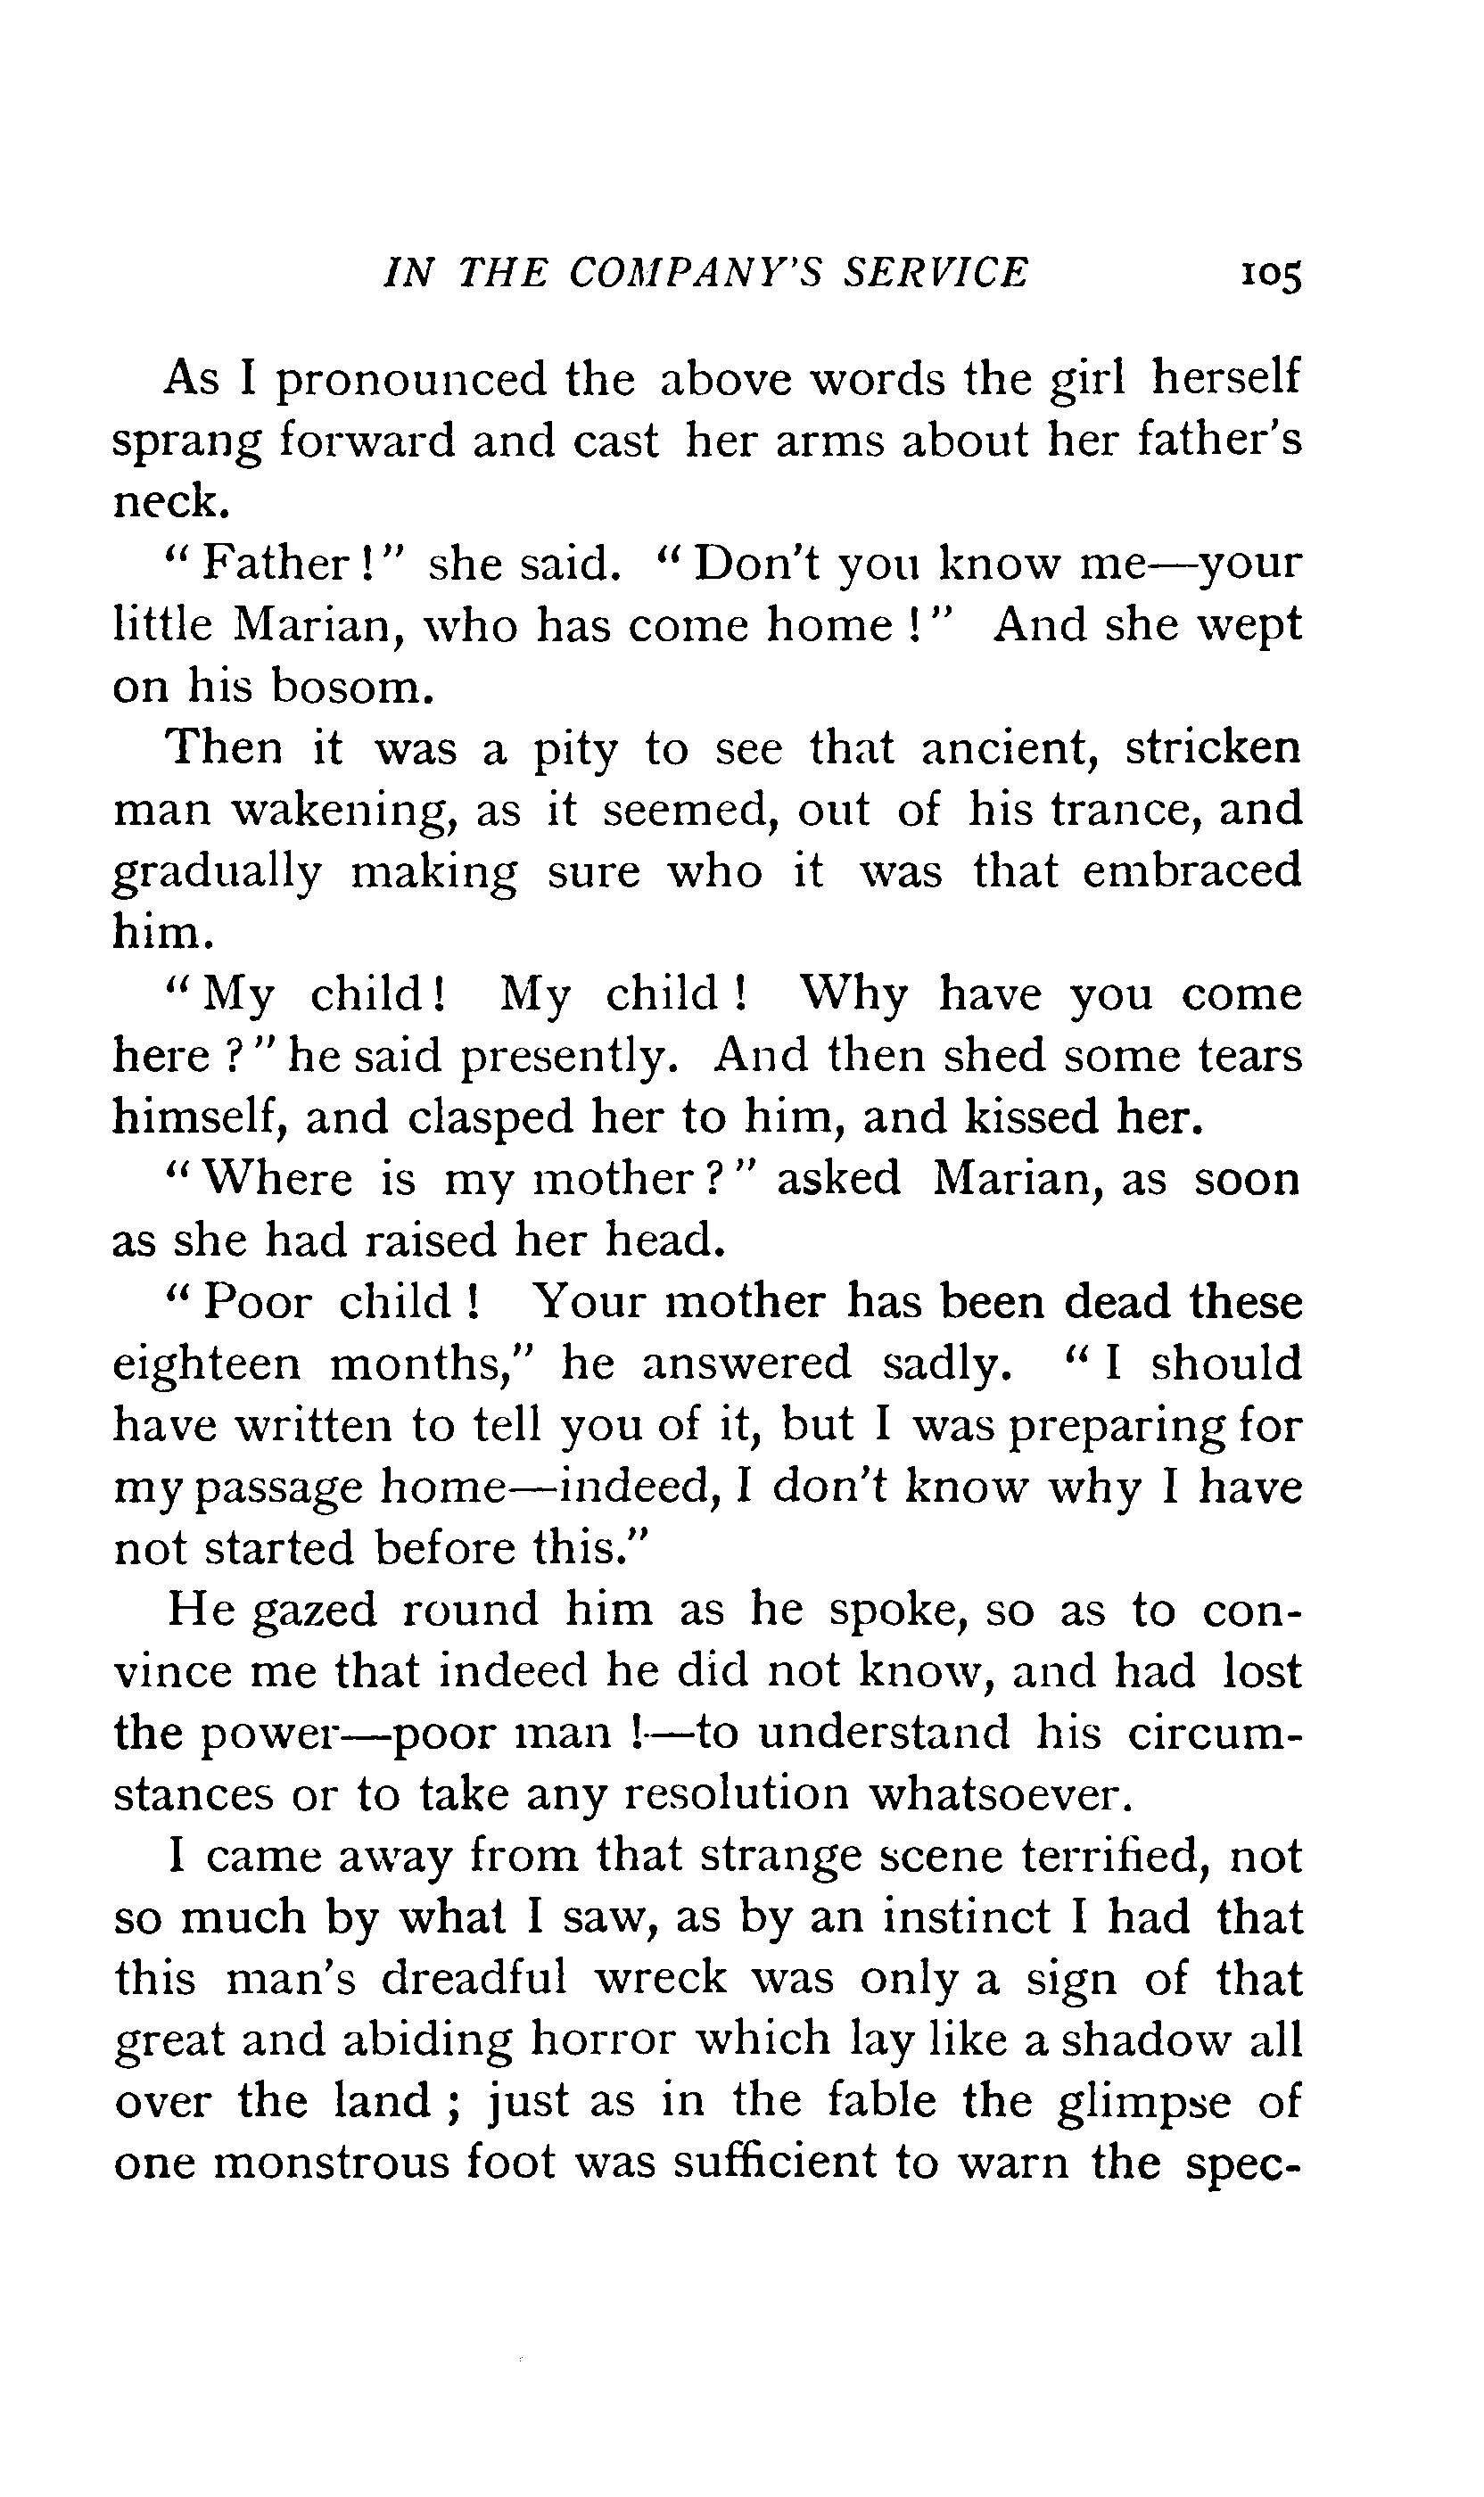 IN THE COMPANY'S SERVICE 105
As I pronounced the above words the girl herself
sprang forward and cast her arms about her father's
neck.
" Father ! " she said. " Don't you know me—your
little Marian, who has come home ! " And she wept
on his bosom.
Then it was a pity to see that ancient, stricken
man wakening, as it seemed, out of his trance, and
gradually making sure who it was that embraced
him.
" My child ! My child ! Why have you come
here ? " he said presently. And then shed some tears
himself, and clasped her to him, and kissed her.
" Where is my mother ? " asked Marian, as soon
as she had raised her head.
" Poor child ! Your mother has been dead these
eighteen months," he answered sadly. " I should
have written to tell you of it, but I was preparing for
my passage home—indeed, I don't know why I have
not started before this."
He gazed round him as he spoke, so as to con-
vince me that indeed he did not know, and had lost
the power—poor man !—to understand his circum-
stances or to take any resolution whatsoever.
I came away from that strange scene terrified, not
so much by what I saw, as by an instinct I had that
this man's dreadful wreck was only a sign of that
great and abiding horror which lay like a shadow all
over the land ; just as in the fable the glimpse of
one monstrous foot was sufficient to warn the spec-